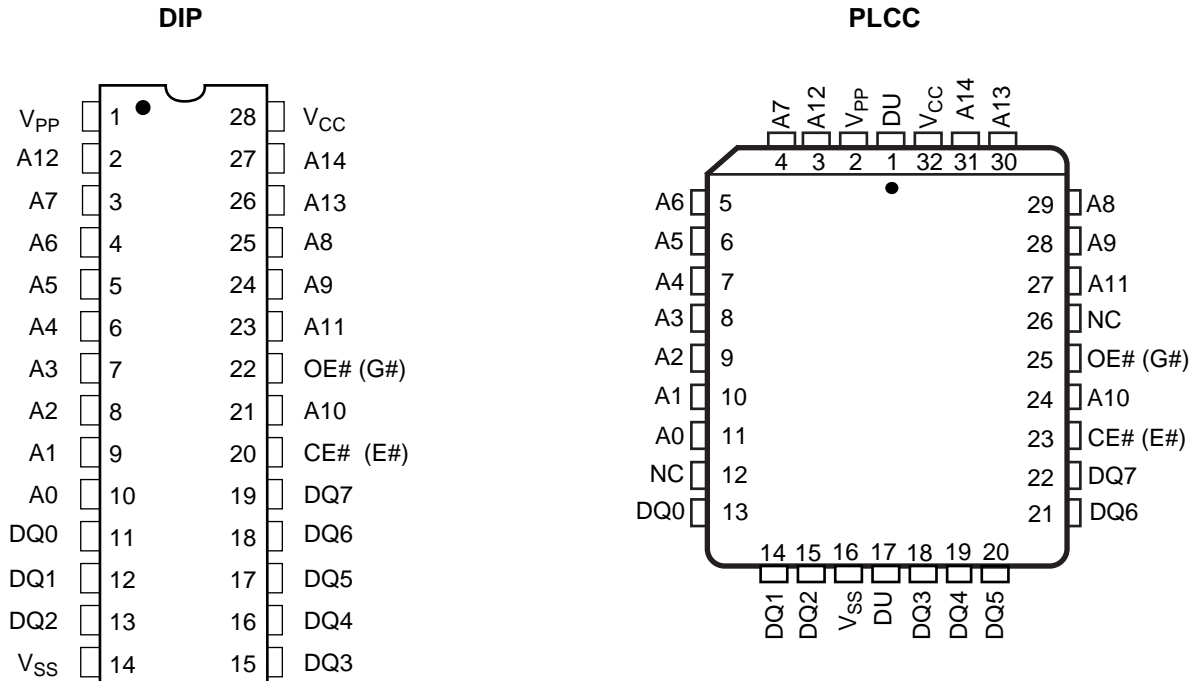 DIP
VPP 1 28 VCC
A12 2 27 A14
A7 3 26 A13
A6 4 25 A8
A5 5 24 A9
A4 6 23 A11
A3 7 22 OE# (G#)
A2 8 21 A10
A1 9 20 CE# (E#)
A0 10 19 DQ7
DQ0 11 18 DQ6
DQ1 12 17 DQ5
DQ2 13 16 DQ4
VSS 14 15 DQ3
PLCC
A7 A12 VPP DU VCC A14 A13
4 3 2 1 32 31 30
A6 5 29 A8
A5 6 28 A9
A4 7 27 A11
A3 8 26 NC
A2 9 25 OE# (G#)
A1 10 24 A10
A0 11 23 CE# (E#)
NC 12 22 DQ7
DQ0 13 21 DQ6
14 15 16 17 18 19 20
DQ1 DQ2 VSS DU DQ3 DQ4 DQ5